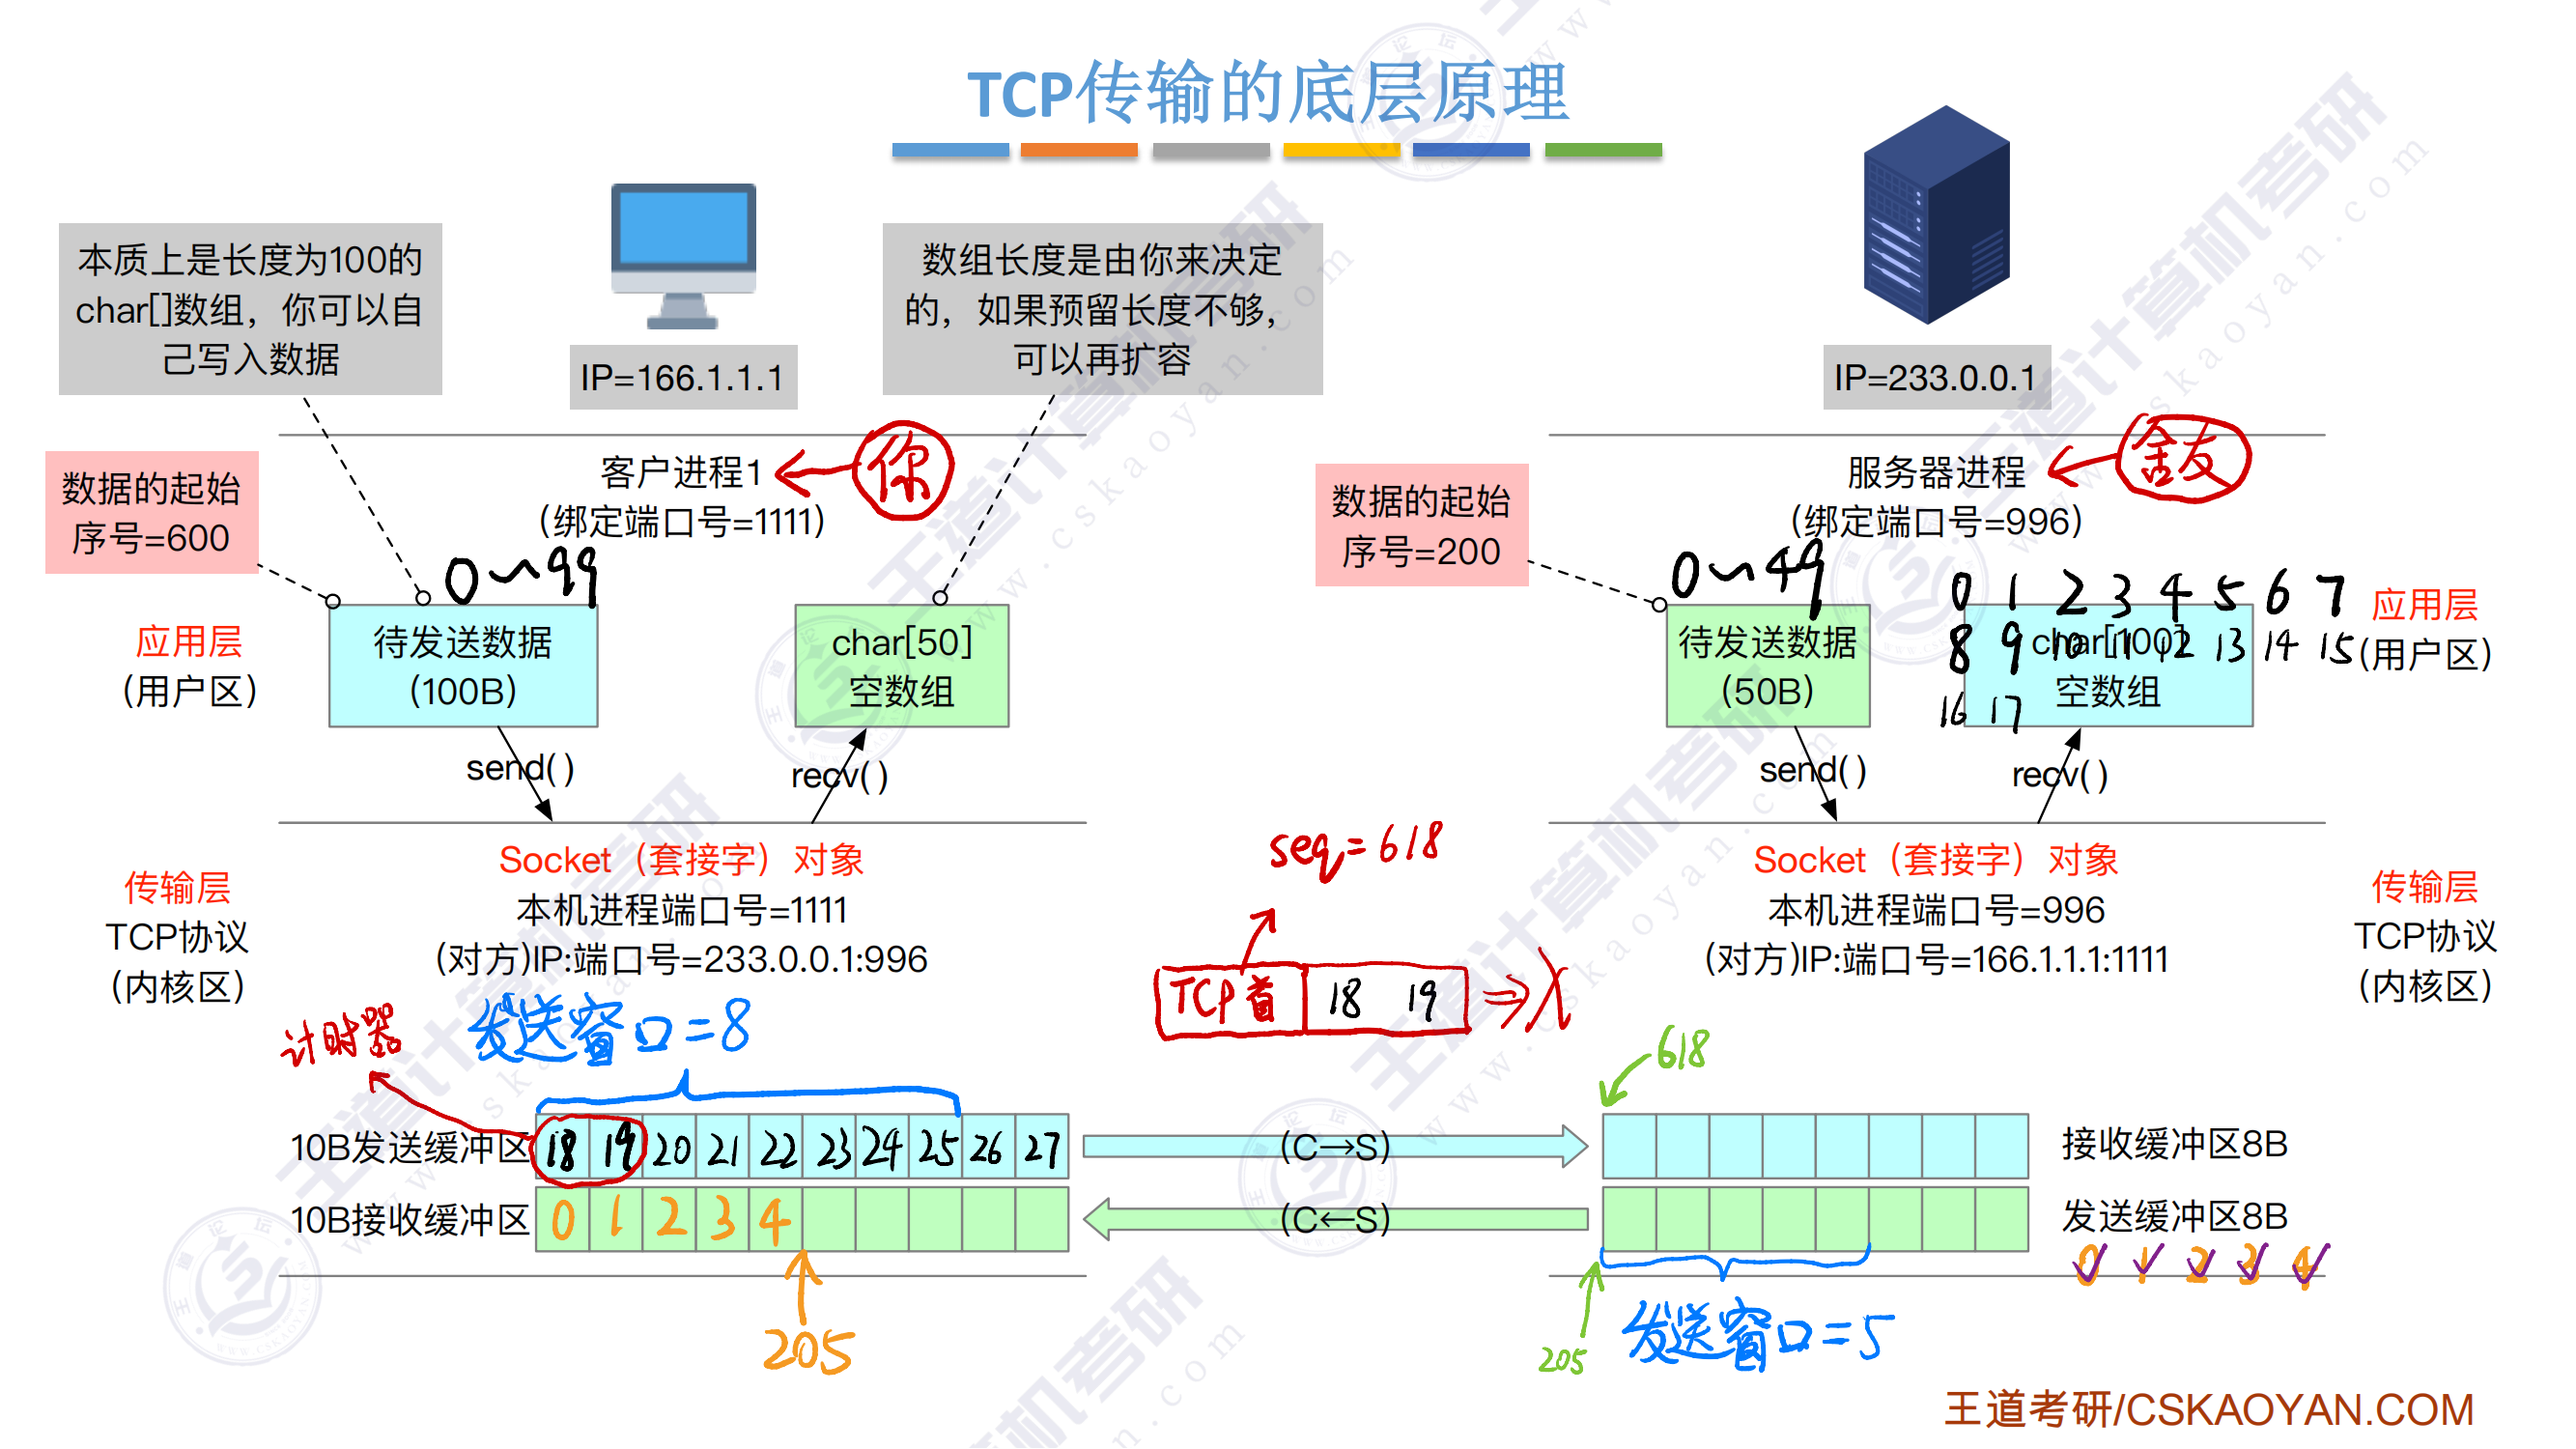 TCP传输的底层原理
本质上是长度为100的
char[]数组，你可以自
己写入数据
IP=166.1.1.1
数组长度是由你来决定
的，如果预留长度不够，
可以再扩容
IP=233.0.0.1
数据的起始
序号=600
客户进程1
(绑定端口号=1111)
你
数据的起始
序号=200
服务器进程
(绑定端口号=996)
0~99
应用层
(用户区)
待发送数据
(100B)
char[50]
空数组
0~49
待发送数据
(50B)
0 1 2 3 4 5 6 7
8 9 10 11 12 13 14 15
16 17
char[100]
空数组
应用层
(用户区)
send()
recv()
send()
recv()
传输层
TCP协议
(内核区)
Socket（套接字）对象
本机进程端口号=1111
(对方)IP:端口号=233.0.0.1:996
seq=618
TCP首 18 19
Socket（套接字）对象
本机进程端口号=996
(对方)IP:端口号=166.1.1.1:1111
传输层
TCP协议
(内核区)
计时器
发送窗口=8
618
10B发送缓冲区
18 19 20 21 22 23 24 25 26 27
(C→S)
接收缓冲区8B
10B接收缓冲区
0 1 2 3 4
(C←S)
发送缓冲区8B
0 1 2 3 4
205
205
发送窗口=5
王道考研/CSKAOYAN.COM
王道计算机考研
www.cskaoyan.com